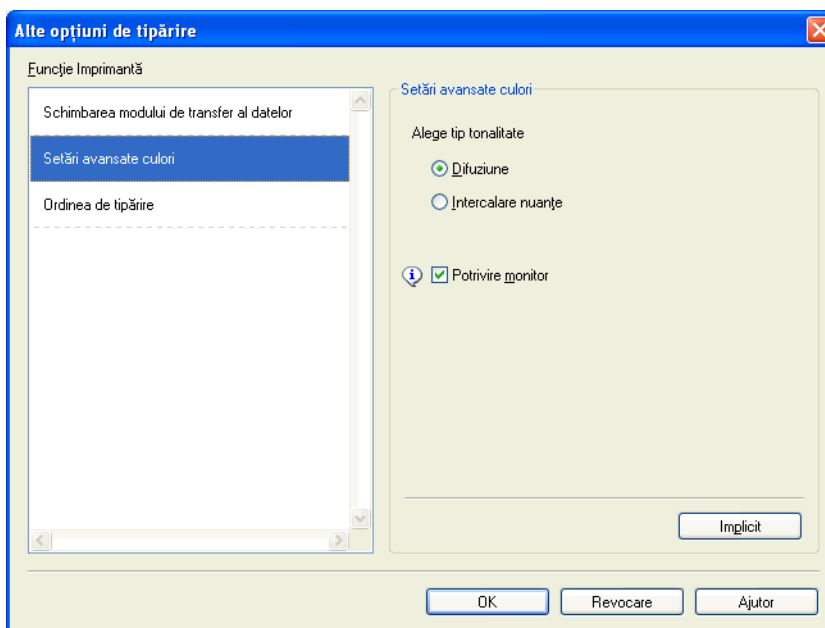 Alte opțiuni de tipărire
Funcție Imprimantă
Schimbarea modului de transfer al datelor
Setări avansate culori
Ordinea de tipărire
Setări avansate culori
Alege tip tonalitate
Difuziune
Intercalare nuanțe
Potrivire monitor
Implicit
OK
Revocare
Ajutor